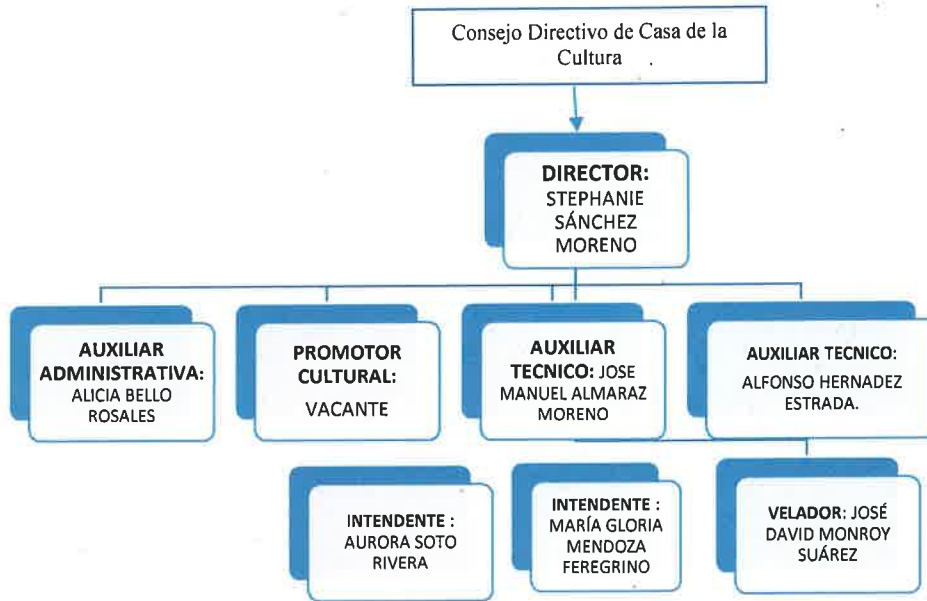 Consejo Directivo de Casa de la
Cultura
DIRECTOR:
STEPHANIE
SÁNCHEZ
MORENO
AUXILIAR
ADMINISTRATIVA:
ALICIA BELLO
ROSALES
PROMOTOR
CULTURAL:
VACANTE
AUXILIAR
TECNICO: JOSE
MANUEL ALMARAZ
MORENO
AUXILIAR TECNICO:
ALFONSO HERNADEZ
ESTRADA.
INTENDENTE :
AURORA SOTO
RIVERA
INTENDENTE :
MARÍA GLORIA
MENDOZA
FEREGRINO
VELADOR: JOSÉ
DAVID MONROY
SUÁREZ